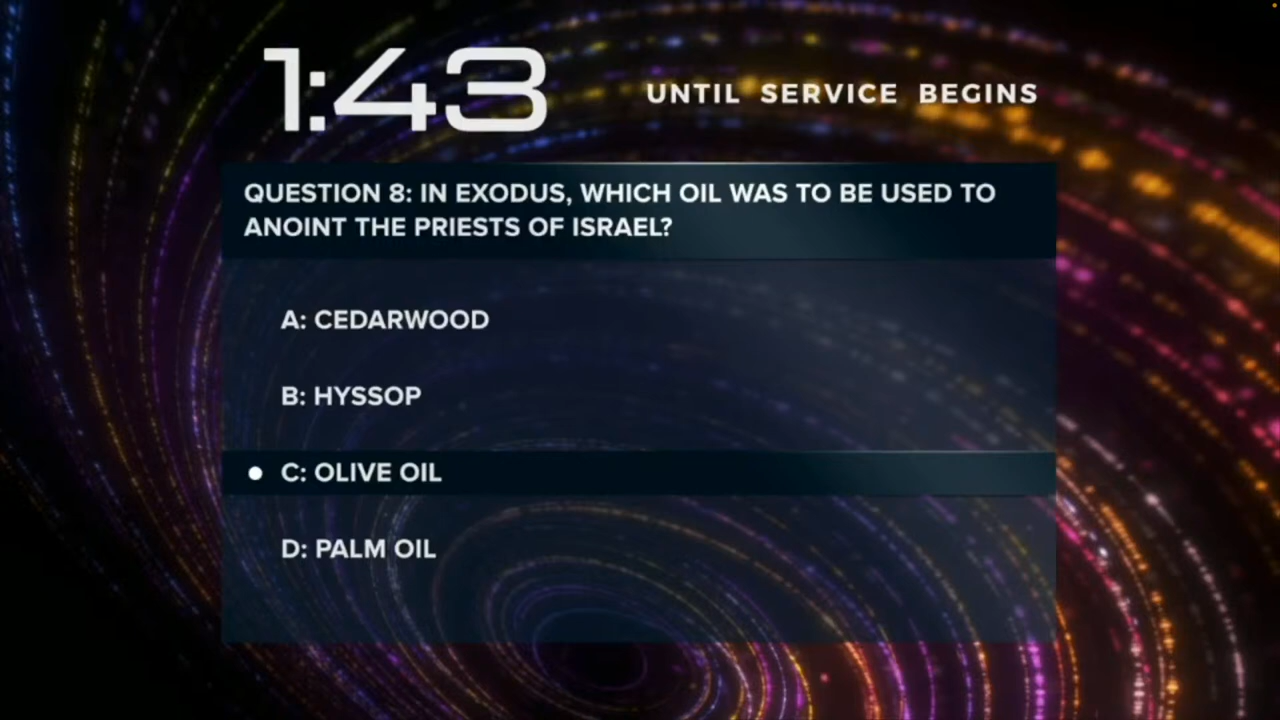 1:43 UNTIL SERVICE BEGINS
QUESTION 8: IN EXODUS, WHICH OIL WAS TO BE USED TO
ANOINT THE PRIESTS OF ISRAEL?
A: CEDARWOOD
B: HYSSOP
C: OLIVE OIL
D: PALM OIL